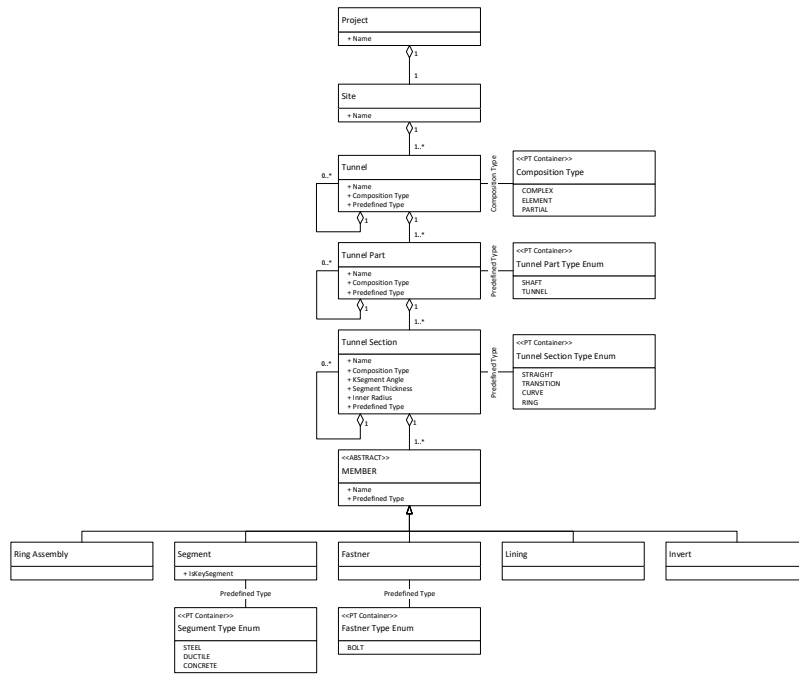 Project
+ Name
1
1
Site
+ Name
1
1..*
Tunnel
+ Name
+ Composition Type
+ Predefined Type
0..*
1
1
1..*
Composition Type
<<PT Container>>
Composition Type
COMPLEX
ELEMENT
PARTIAL
Tunnel Part
+ Name
+ Composition Type
+ Predefined Type
0..*
1
1
1..*
Predefined Type
<<PT Container>>
Tunnel Part Type Enum
SHAFT
TUNNEL
Tunnel Section
+ Name
+ Composition Type
+ KSegment Angle
+ Segment Thickness
+ Inner Radius
+ Predefined Type
0..*
1
1
1..*
Predefined Type
<<PT Container>>
Tunnel Section Type Enum
STRAIGHT
TRANSITION
CURVE
RING
<<ABSTRACT>>
MEMBER
+ Name
+ Predefined Type
Ring Assembly
Segment
+ IsKeySegment
Fastner
Lining
Invert
Predefined Type
Predefined Type
<<PT Container>>
Segument Type Enum
STEEL
DUCTILE
CONCRETE
<<PT Container>>
Fastner Type Enum
BOLT